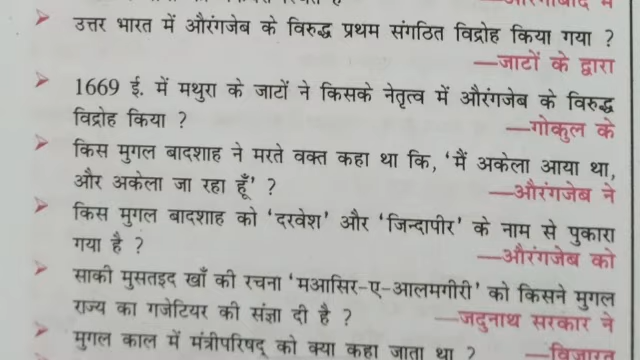 उत्तर भारत में औरंगजेब के विरुद्ध प्रथम संगठित विद्रोह किया गया ?
—जाटों के द्वारा
1669 ई. में मथुरा के जाटों ने किसके नेतृत्व में औरंगजेब के विरुद्ध
विद्रोह किया ?
—गोकुल के
किस मुगल बादशाह ने मरते वक्त कहा था कि, 'मैं अकेला आया था,
और अकेला जा रहा हूँ' ?
—औरंगजेब ने
किस मुगल बादशाह को 'दरवेश' और 'जिन्दापीर' के नाम से पुकारा
गया है ?
—औरंगजेब को
साकी मुसतइद खाँ की रचना 'मआसिर-ए-आलमगीरी' को किसने मुगल
राज्य का गजेटियर की संज्ञा दी है ?
—जदुनाथ सरकार ने
मुगल काल में मंत्रीपरिषद् को क्या कहा जाता था ?
—विजारत